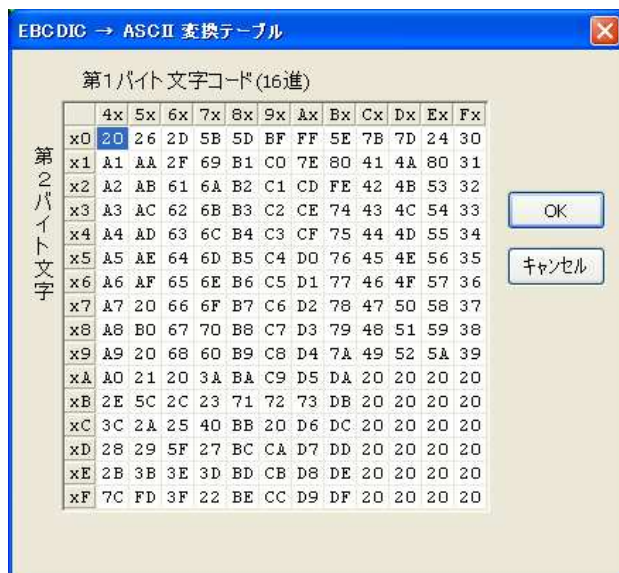 EBCDIC → ASCII 変換テーブル
第1バイト文字コード(16進)
4x 5x 6x 7x 8x 9x Ax Bx Cx Dx Ex Fx
x0 20 26 2D 5B 5D BF FF 5E 7B 7D 24 30
x1 A1 AA 2F 69 B1 C0 7E 80 41 4A 80 31
x2 A2 AB 61 6A B2 C1 CD FE 42 4B 53 32
x3 A3 AC 62 6B B3 C2 CE 74 43 4C 54 33
x4 A4 AD 63 6C B4 C3 CF 75 44 4D 55 34
x5 A5 AE 64 6D B5 C4 D0 76 45 4E 56 35
x6 A6 AF 65 6E B6 C5 D1 77 46 4F 57 36
x7 A7 20 66 6F B7 C6 D2 78 47 50 58 37
x8 A8 B0 67 70 B8 C7 D3 79 48 51 59 38
x9 A9 20 68 60 B9 C8 D4 7A 49 52 5A 39
xA A0 21 20 3A BA C9 D5 DA 20 20 20 20
xB 2E 5C 2C 23 71 72 73 DB 20 20 20 20
xC 3C 2A 25 40 BB 20 D6 DC 20 20 20 20
xD 28 29 5F 27 BC CA D7 DD 20 20 20 20
xE 2B 3B 3E 3D BD CB D8 DE 20 20 20 20
xF 7C FD 3F 22 BE CC D9 DF 20 20 20 20
第2バイト文字
OK
キャンセル